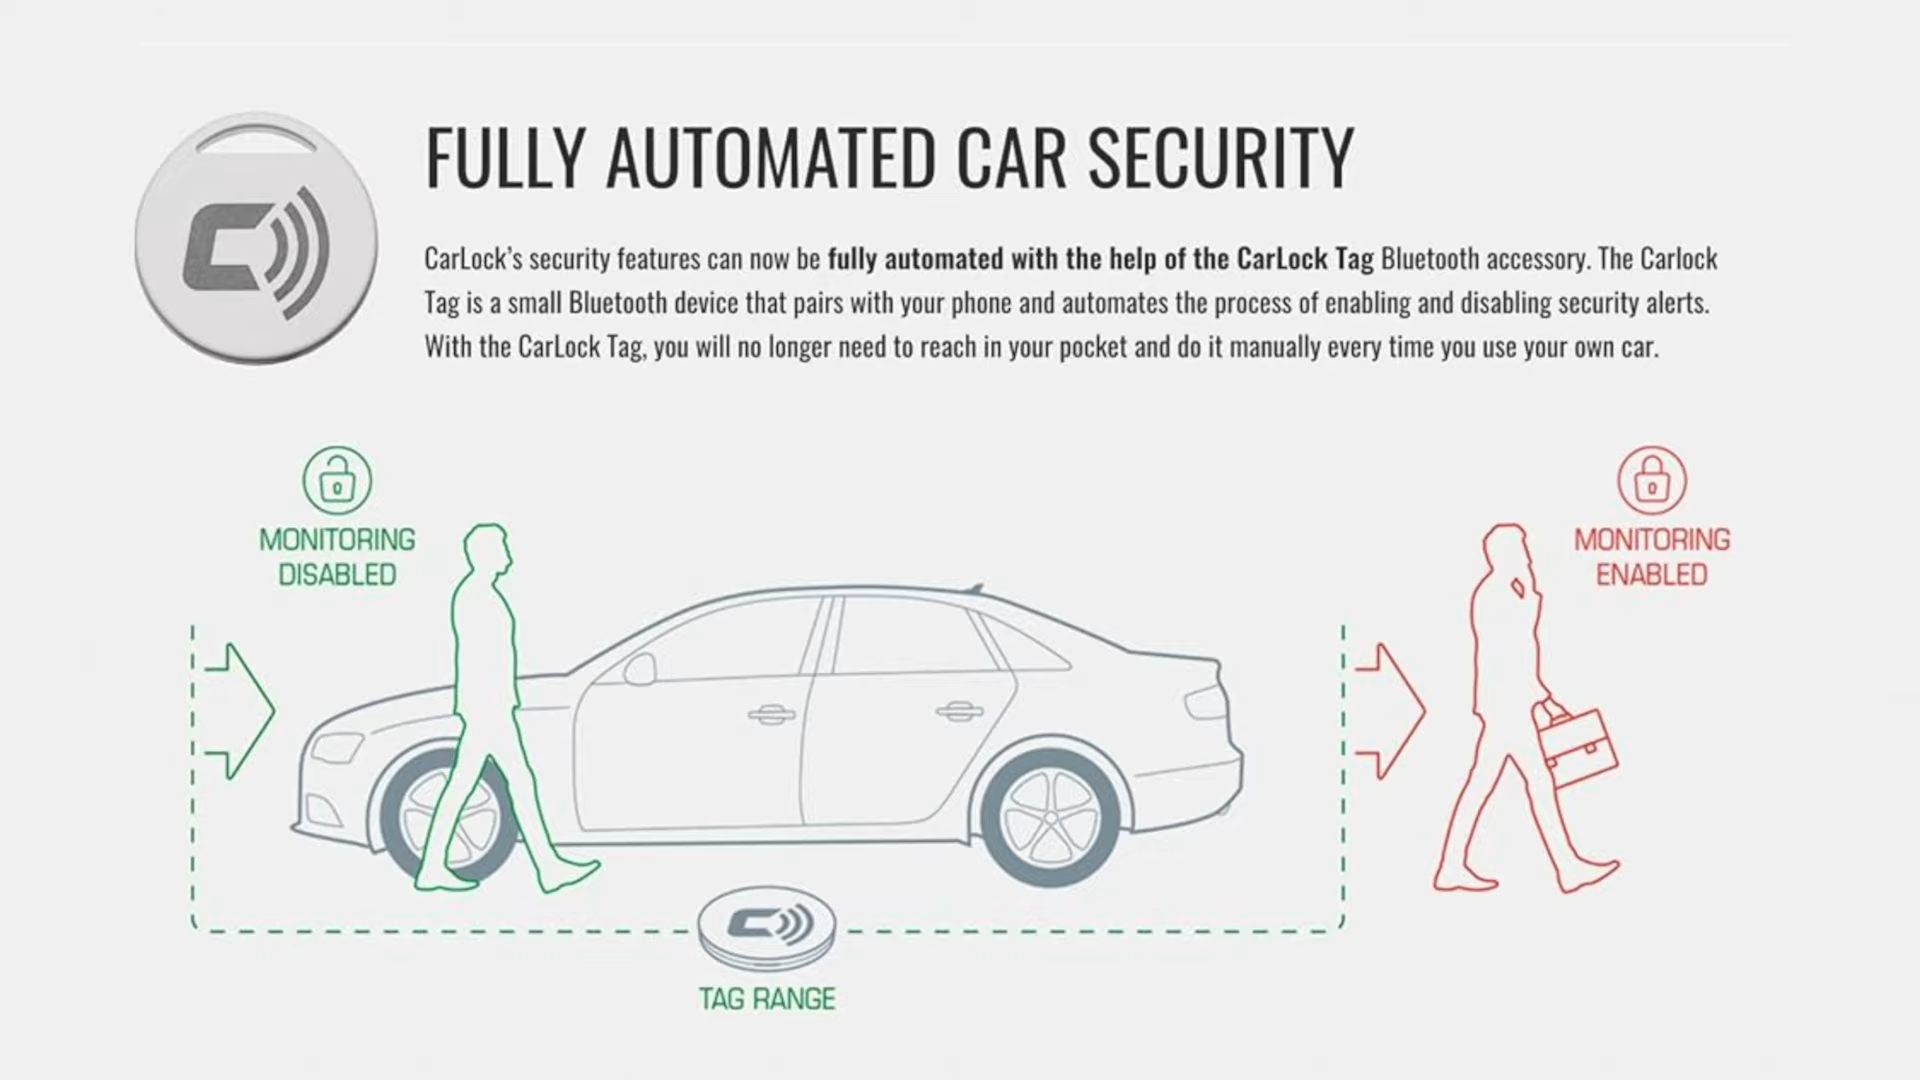 FULLY AUTOMATED CAR SECURITY
CarLock's security features can now be fully automated with the help of the CarLock Tag Bluetooth accessory. The Carlock
Tag is a small Bluetooth device that pairs with your phone and automates the process of enabling and disabling security alerts.
With the CarLock Tag, you will no longer need to reach in your pocket and do it manually every time you use your own car.
MONITORING
DISABLED
MONITORING
ENABLED
TAG RANGE